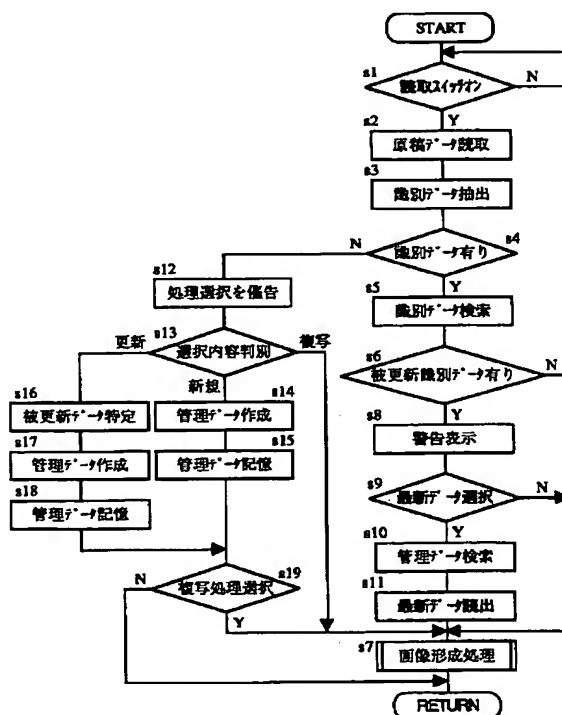 START
s1
読取スイッチオン
N
Y
s2
原稿データ読取
s3
識別データ抽出
s4
識別データ有り
N
Y
s5
識別データ検索
s6
被更新識別データ有り
N
Y
s8
警告表示
s9
最新データ選択
N
Y
s10
管理データ検索
s11
最新データ読出
s12
処理選択を催告
s13
選択内容判別
更新
複写
新規
s14
管理データ作成
s15
管理データ記憶
s16
被更新データ特定
s17
管理データ作成
s18
管理データ記憶
s19
複写処理選択
N
Y
s7
画像形成処理
RETURN